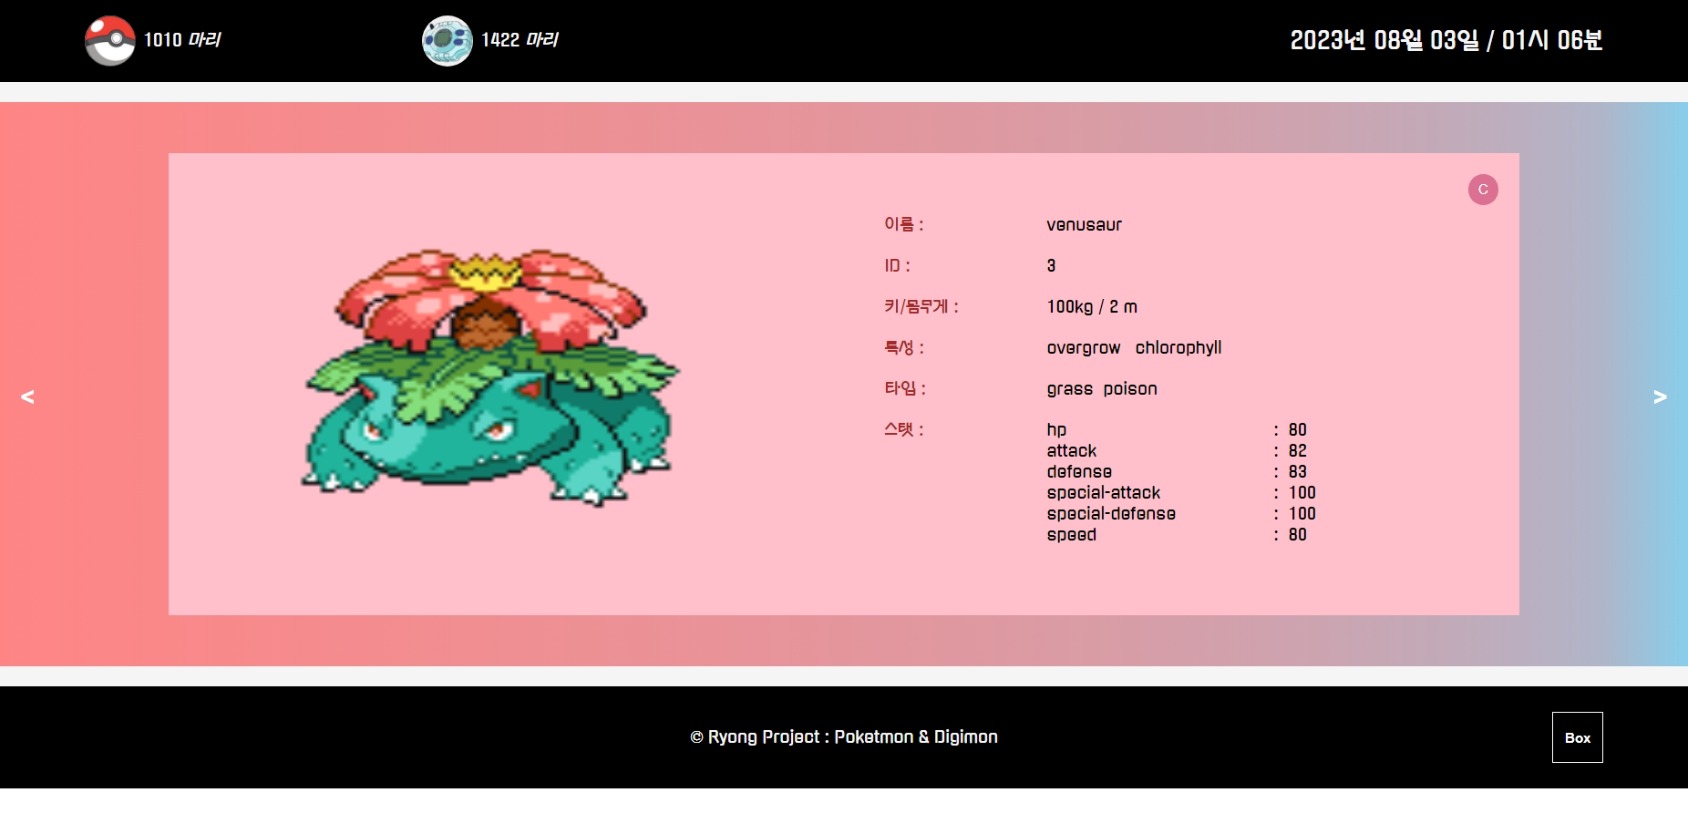 1010 마리 1422 마리 2023년 08월 03일 / 01시 06분
C
이름 : venusaur
ID : 3
키/몸무게 : 100kg / 2 m
특성 : overgrow chlorophyll
타입 : grass poison
스탯 : hp : 80
attack : 82
defense : 83
special-attack : 100
special-defense : 100
speed : 80
< >
© Ryong Project : Poketmon & Digimon
Box